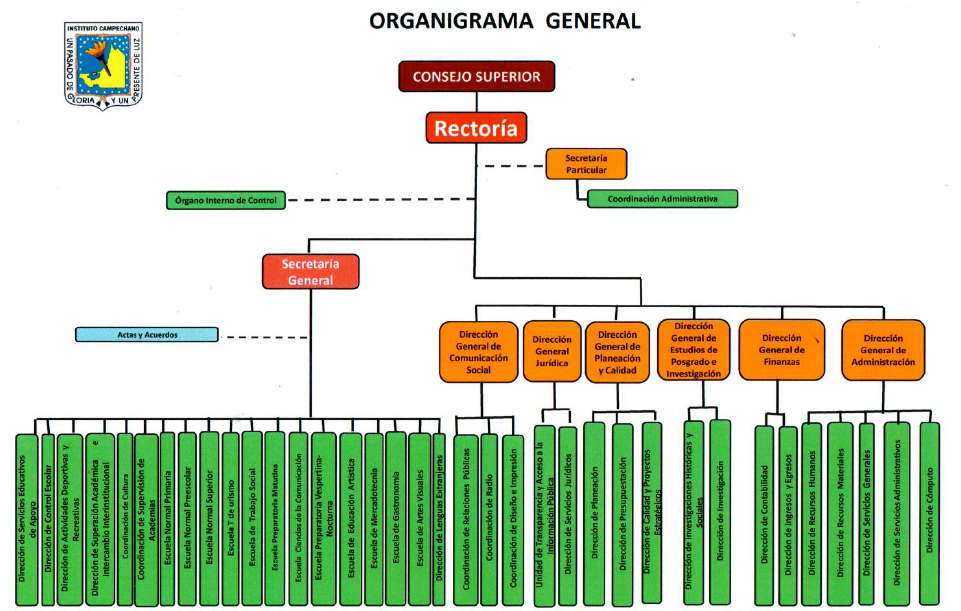 ORGANIGRAMA GENERAL
INSTITUTO CAMPECHANO
UN PASADO DE GLORIA Y UN PRESENTE DE LUZ
CONSEJO SUPERIOR
Rectoría
Secretaría
Particular
Órgano Interno de Control
Coordinación Administrativa
Secretaría
General
Actas y Acuerdos
Dirección
General de
Comunicación
Social
Dirección
General
Jurídica
Dirección
General de
Planeación
y Calidad
Dirección
General de
Estudios de
Posgrado e
Investigación
Dirección
General de
Finanzas
Dirección
General de
Administración
Dirección de Servicios Educativos
de Apoyo
Dirección de Control Escolar
Dirección de Actividades Deportivas y
Recreativas
Dirección de Superación Académica e
Intercambio Interinstitucional
Coordinación de Cultura
Coordinación de Supervisión de
Academias
Escuela Normal Primaria
Escuela Normal Preescolar
Escuela Normal Superior
Escuela T de urismo
Escuela de Trabajo Social
Escuela Preparatoria Matutina
Escuela Ciencias de la Comunicación
Escuela Preparatoria Vespertina-
Nocturna
Escuela de Educación Artística
Escuela de Mercadotecnia
Escuela de Gastronomía
Escuela de Artes Visuales
Dirección de Lenguas Extranjeras
Coordinación de Relaciones Públicas
Coordinación de Radio
Coordinación de Diseño e Impresión
Unidad de Transparencia y Acceso a la
Información Pública
Dirección de Servicios Jurídicos
Dirección de Planeación
Dirección de Presupuestación
Dirección de Calidad y Proyectos
Estratégicos
Dirección de Investigaciones Históricas y
Sociales
Dirección de Investigación
Dirección de Contabilidad
Dirección de Ingresos y Egresos
Dirección de Recursos Humanos
Dirección de Recursos Materiales
Dirección de Servicios Generales
Dirección de Servicios Administrativos
Dirección de Cómputo